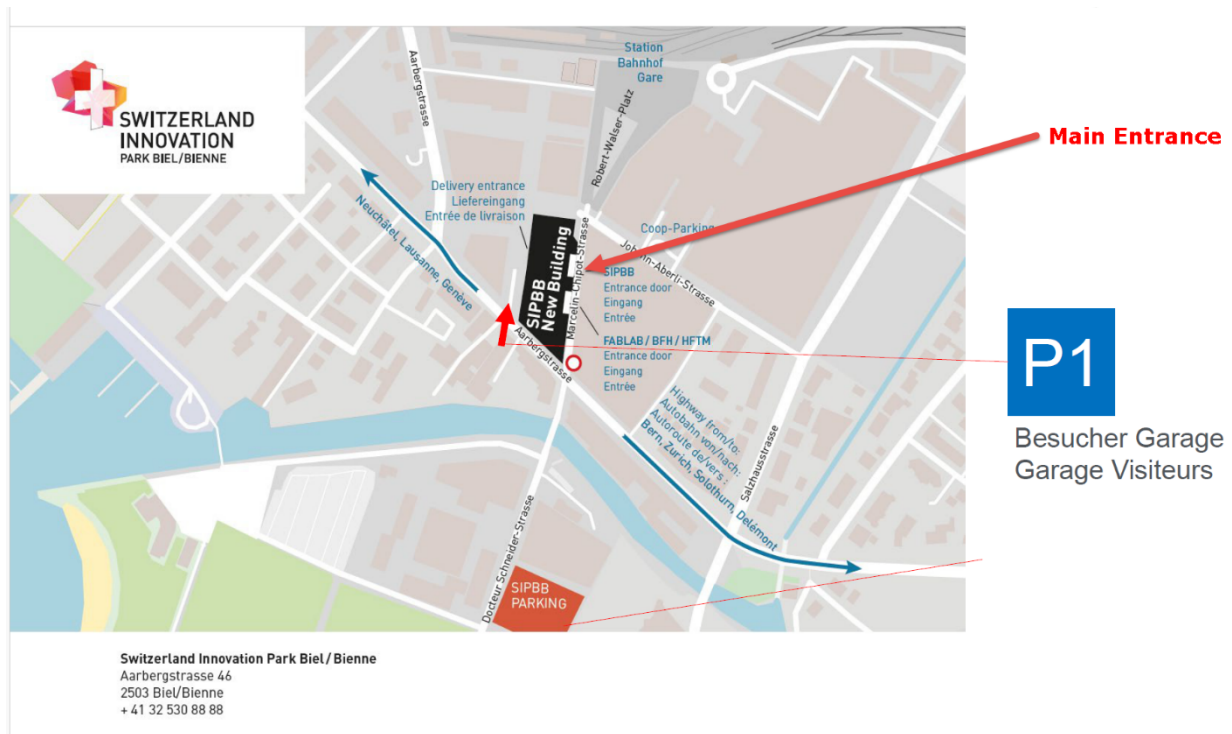 SWITZERLAND
INNOVATION
PARK BIEL/BIENNE
Aarbergstrasse
Station
Bahnhof
Gare
Robert-Walser-Platz
Main Entrance
Delivery entrance
Liefereingang
Entrée de livraison
Neuchâtel, Lausanne, Genève
SIPBB
New Building
Marcelin-Chipot-Strasse
Coop-Parking
Johann-Aberli-Strasse
SIPBB
Entrance door
Eingang
Entrée
FABLAB / BFH / HFTM
Entrance door
Eingang
Entrée
Aarbergstrasse
P1
Besucher Garage
Garage Visiteurs
Highway from/to:
Autobahn von/nach:
Autoroute de/vers :
Bern, Zurich, Solothurn, Delémont
Salzhausstrasse
Docteur Schneider-Strasse
SIPBB
PARKING
Switzerland Innovation Park Biel/Bienne
Aarbergstrasse 46
2503 Biel/Bienne
+ 41 32 530 88 88